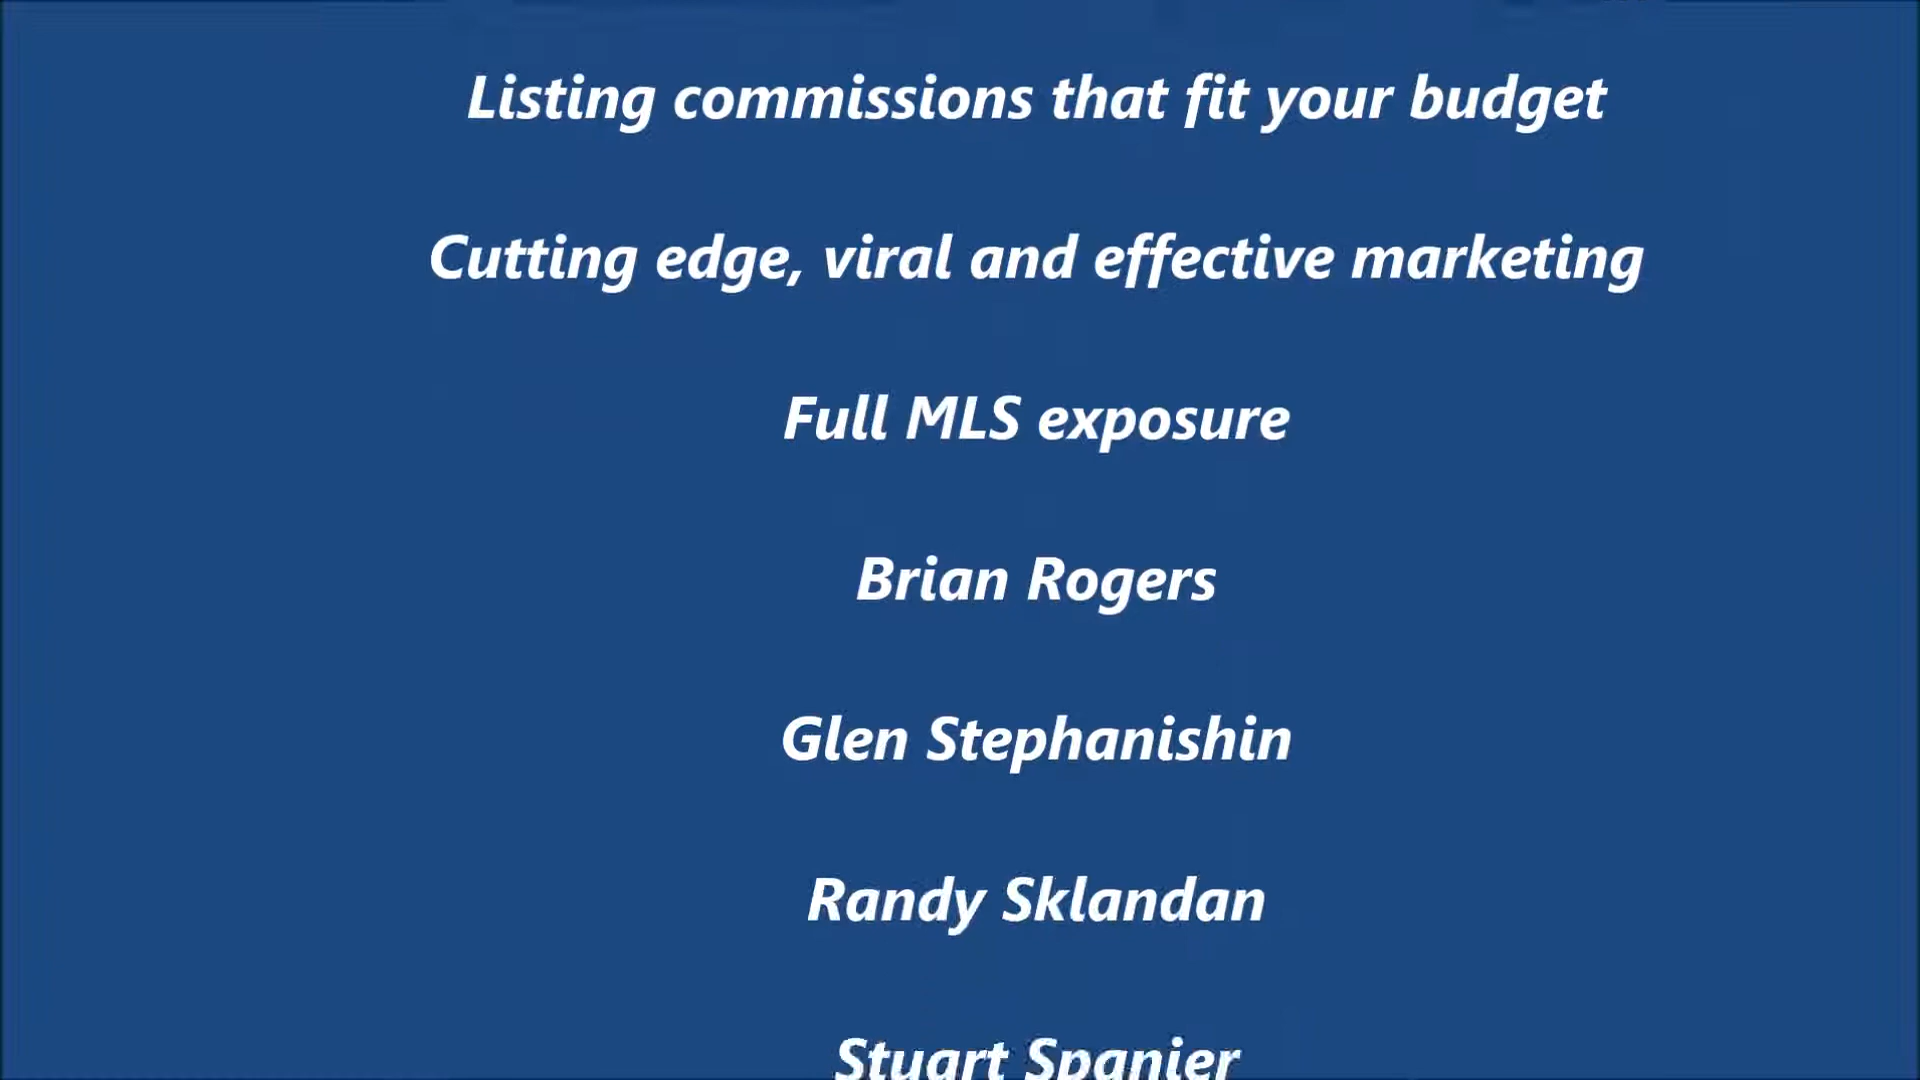 Listing commissions that fit your budget
Cutting edge, viral and effective marketing
Full MLS exposure
Brian Rogers
Glen Stephanishin
Randy Sklandan
Stuart Spanier